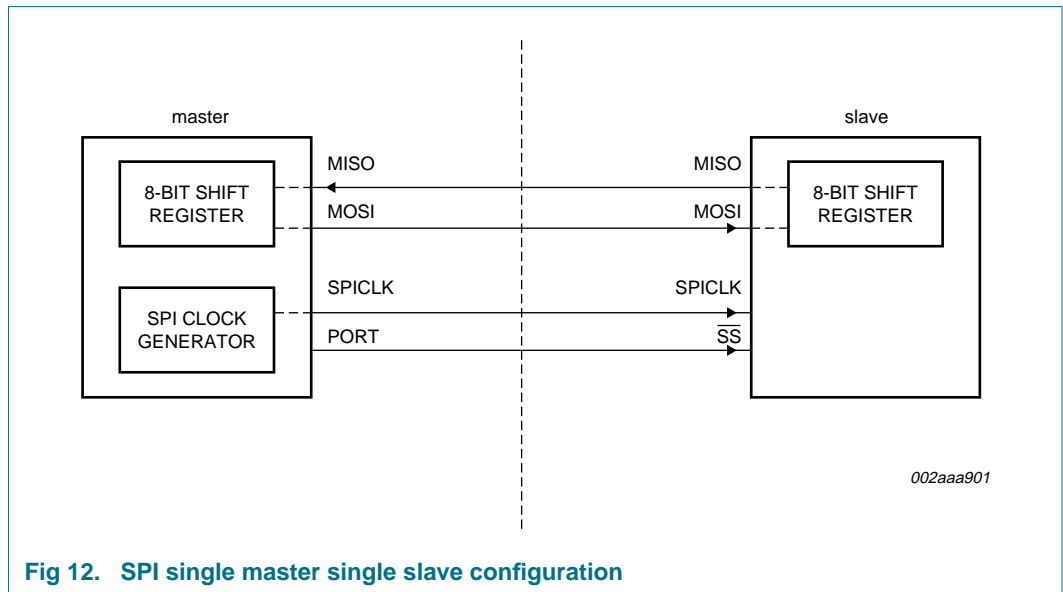 master
slave
8-BIT SHIFT
REGISTER
MISO
MISO
MOSI
MOSI
8-BIT SHIFT
REGISTER
SPI CLOCK
GENERATOR
SPICLK
SPICLK
PORT
S̅S̅
002aaa901
Fig 12. SPI single master single slave configuration